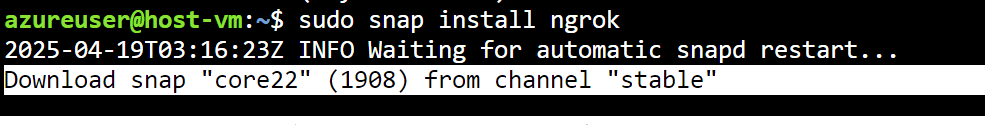 azureuser@host-vm:~$ sudo snap install ngrok
2025-04-19T03:16:23Z INFO Waiting for automatic snapd restart...
Download snap "core22" (1908) from channel "stable"